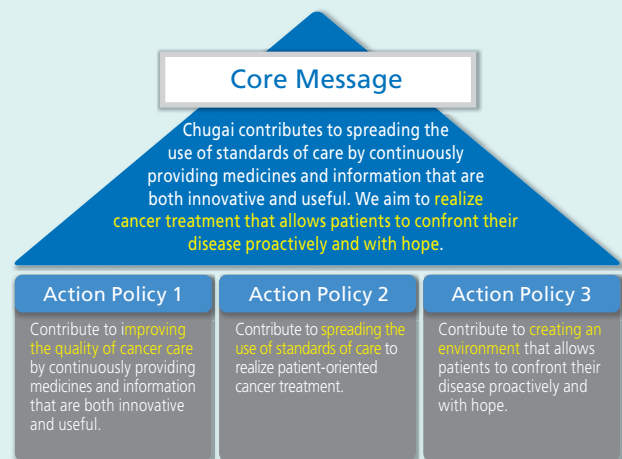 Core Message
Chugai contributes to spreading the
use of standards of care by continuously
providing medicines and information that are
both innovative and useful. We aim to realize
cancer treatment that allows patients to confront their
disease proactively and with hope.
Action Policy 1
Contribute to improving
the quality of cancer care
by continuously providing
medicines and information
that are both innovative
and useful.
Action Policy 2
Contribute to spreading the
use of standards of care to
realize patient-oriented
cancer treatment.
Action Policy 3
Contribute to creating an
environment that allows
patients to confront their
disease proactively and
with hope.